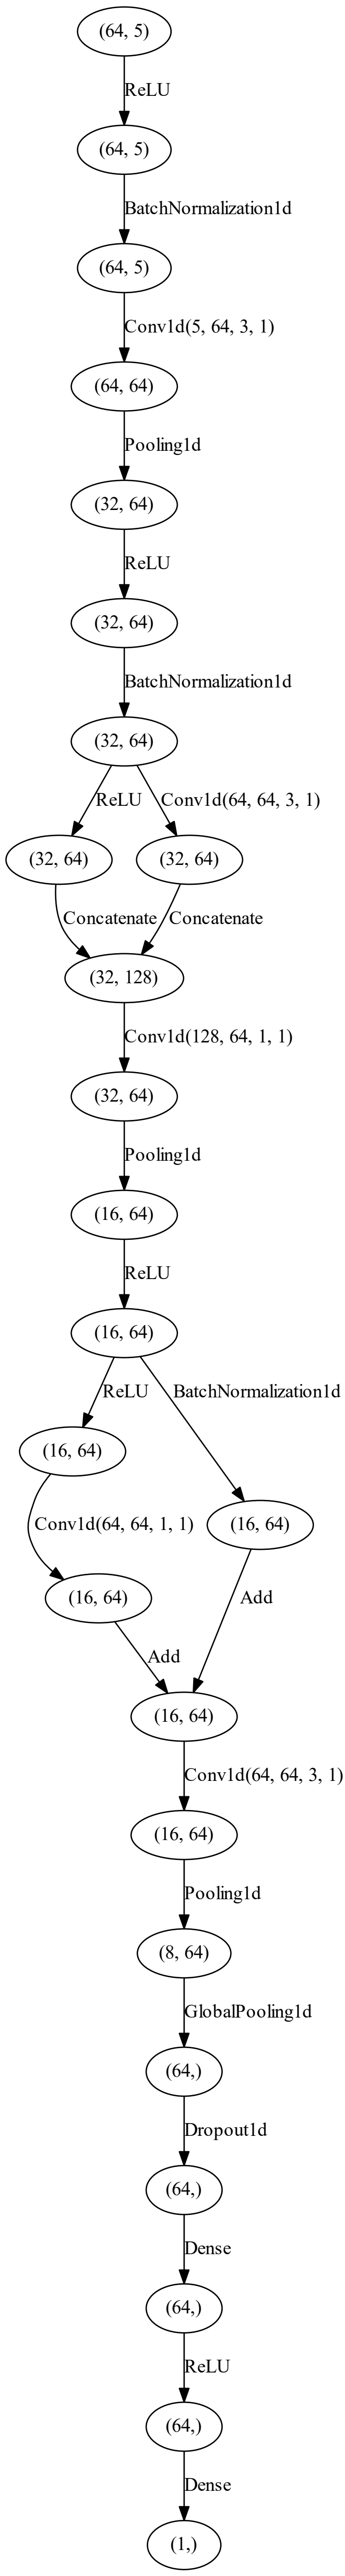 (64, 5)
ReLU
(64, 5)
BatchNormalization1d
(64, 5)
Conv1d(5, 64, 3, 1)
(64, 64)
Pooling1d
(32, 64)
ReLU
(32, 64)
BatchNormalization1d
(32, 64)
ReLU
Conv1d(64, 64, 3, 1)
(32, 64)
(32, 64)
Concatenate
Concatenate
(32, 128)
Conv1d(128, 64, 1, 1)
(32, 64)
Pooling1d
(16, 64)
ReLU
(16, 64)
ReLU
BatchNormalization1d
(16, 64)
Conv1d(64, 64, 1, 1)
(16, 64)
(16, 64)
Add
Add
(16, 64)
Conv1d(64, 64, 3, 1)
(16, 64)
Pooling1d
(8, 64)
GlobalPooling1d
(64,)
Dropout1d
(64,)
Dense
(64,)
ReLU
(64,)
Dense
(1,)